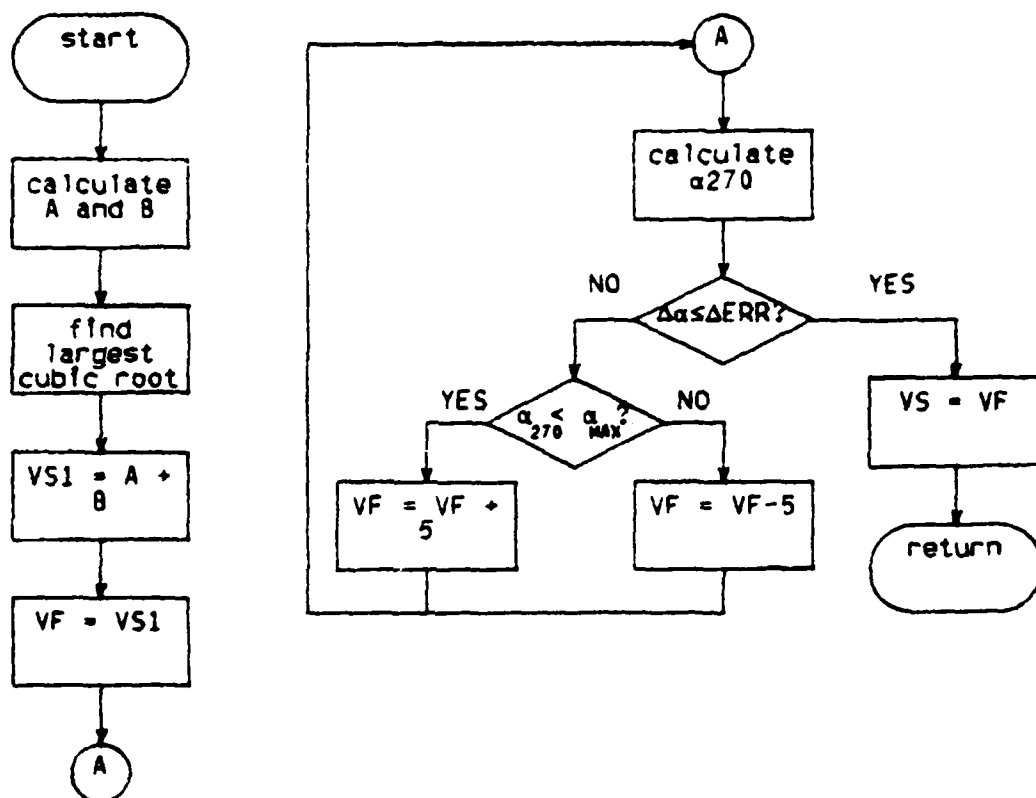 start
calculate
A and B
find
largest
cubic root
VS1 = A +
B
VF = VS1
A
A
calculate
α270
NO
YES
Δα≤ΔERR?
YES
NO
α270 < αMAX?
VF = VF +
5
VF = VF-5
VS = VF
return